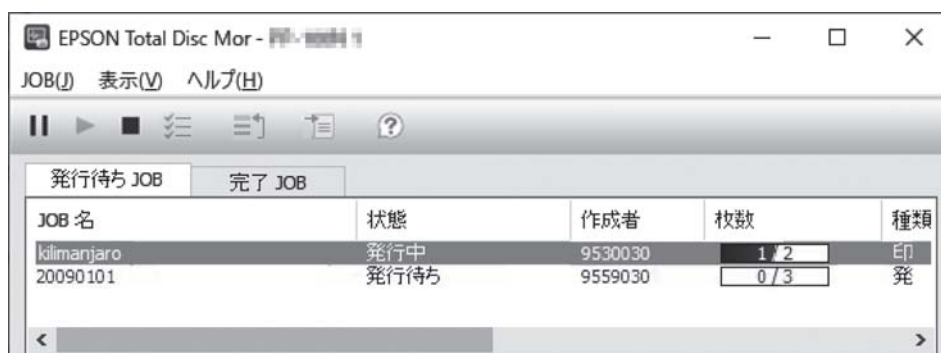 EPSON Total Disc Mor -
JOB(J) 表示(V) ヘルプ(H)
発行待ち JOB 完了 JOB
JOB 名 状態 作成者 枚数 種類
kilimanjaro 発行中 9530030 1 / 2 印
20090101 発行待ち 9559030 0 / 3 発